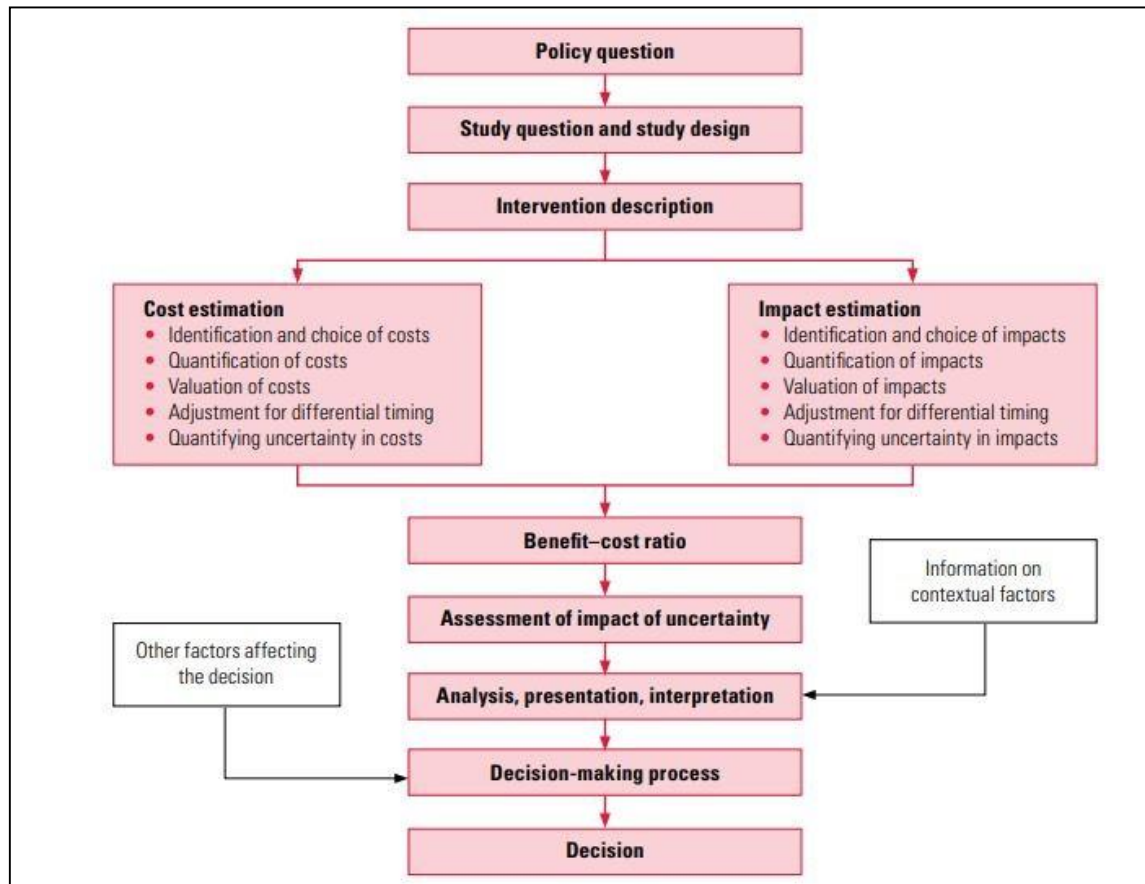 Policy question
Study question and study design
Intervention description
Cost estimation
• Identification and choice of costs
• Quantification of costs
• Valuation of costs
• Adjustment for differential timing
• Quantifying uncertainty in costs
Impact estimation
• Identification and choice of impacts
• Quantification of impacts
• Valuation of impacts
• Adjustment for differential timing
• Quantifying uncertainty in impacts
Benefit–cost ratio
Information on
contextual factors
Assessment of impact of uncertainty
Other factors affecting
the decision
Analysis, presentation, interpretation
Decision-making process
Decision